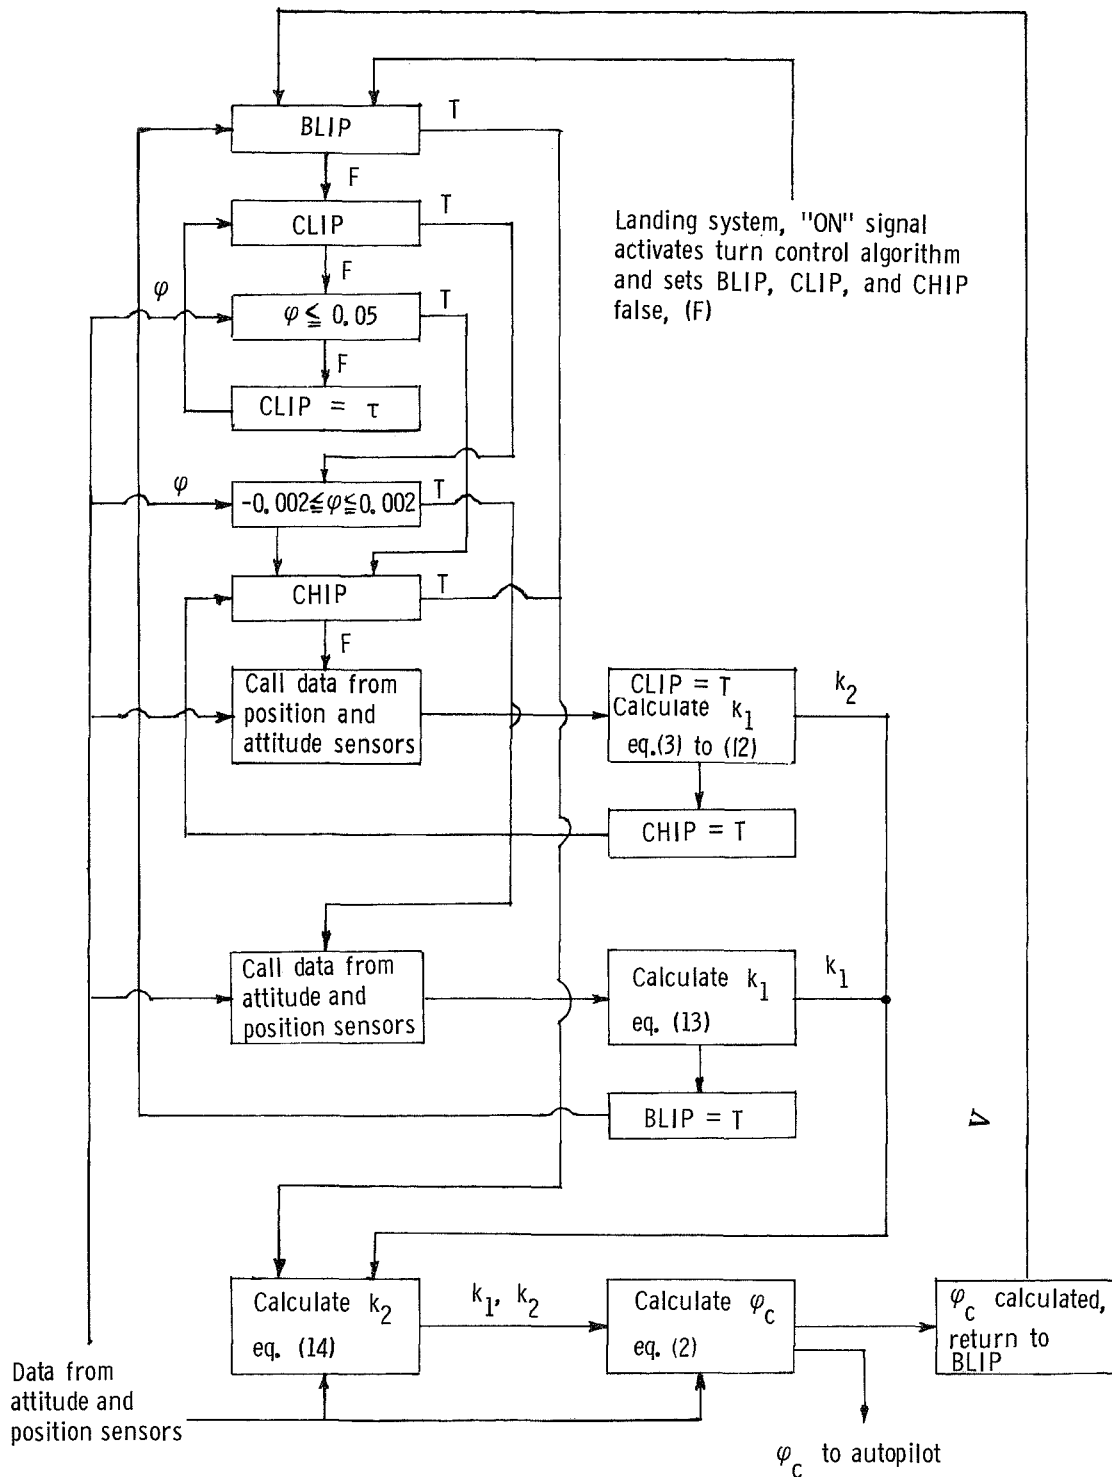 BLIP
T
F
CLIP
T
F
φ
φ ≦ 0.05
T
F
CLIP = τ
φ
-0.002≦φ≦0.002
T
CHIP
T
F
Landing system, "ON" signal
activates turn control algorithm
and sets BLIP, CLIP, and CHIP
false, (F)
Call data from
position and
attitude sensors
CLIP = T
Calculate k₁
eq.(3) to (12)
k₂
CHIP = T
Call data from
attitude and
position sensors
Calculate k₁
eq. (13)
k₁
BLIP = T
Calculate k₂
eq. (14)
k₁, k₂
Calculate φc
eq. (2)
φc calculated,
return to
BLIP
Data from
attitude and
position sensors
φc to autopilot